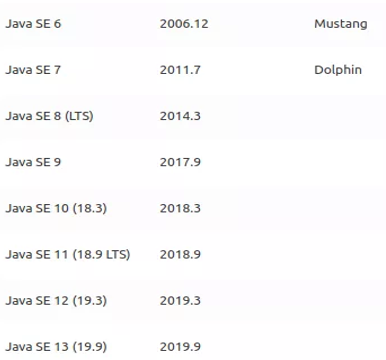 Java SE 6 2006.12 Mustang
Java SE 7 2011.7 Dolphin
Java SE 8 (LTS) 2014.3
Java SE 9 2017.9
Java SE 10 (18.3) 2018.3
Java SE 11 (18.9 LTS) 2018.9
Java SE 12 (19.3) 2019.3
Java SE 13 (19.9) 2019.9